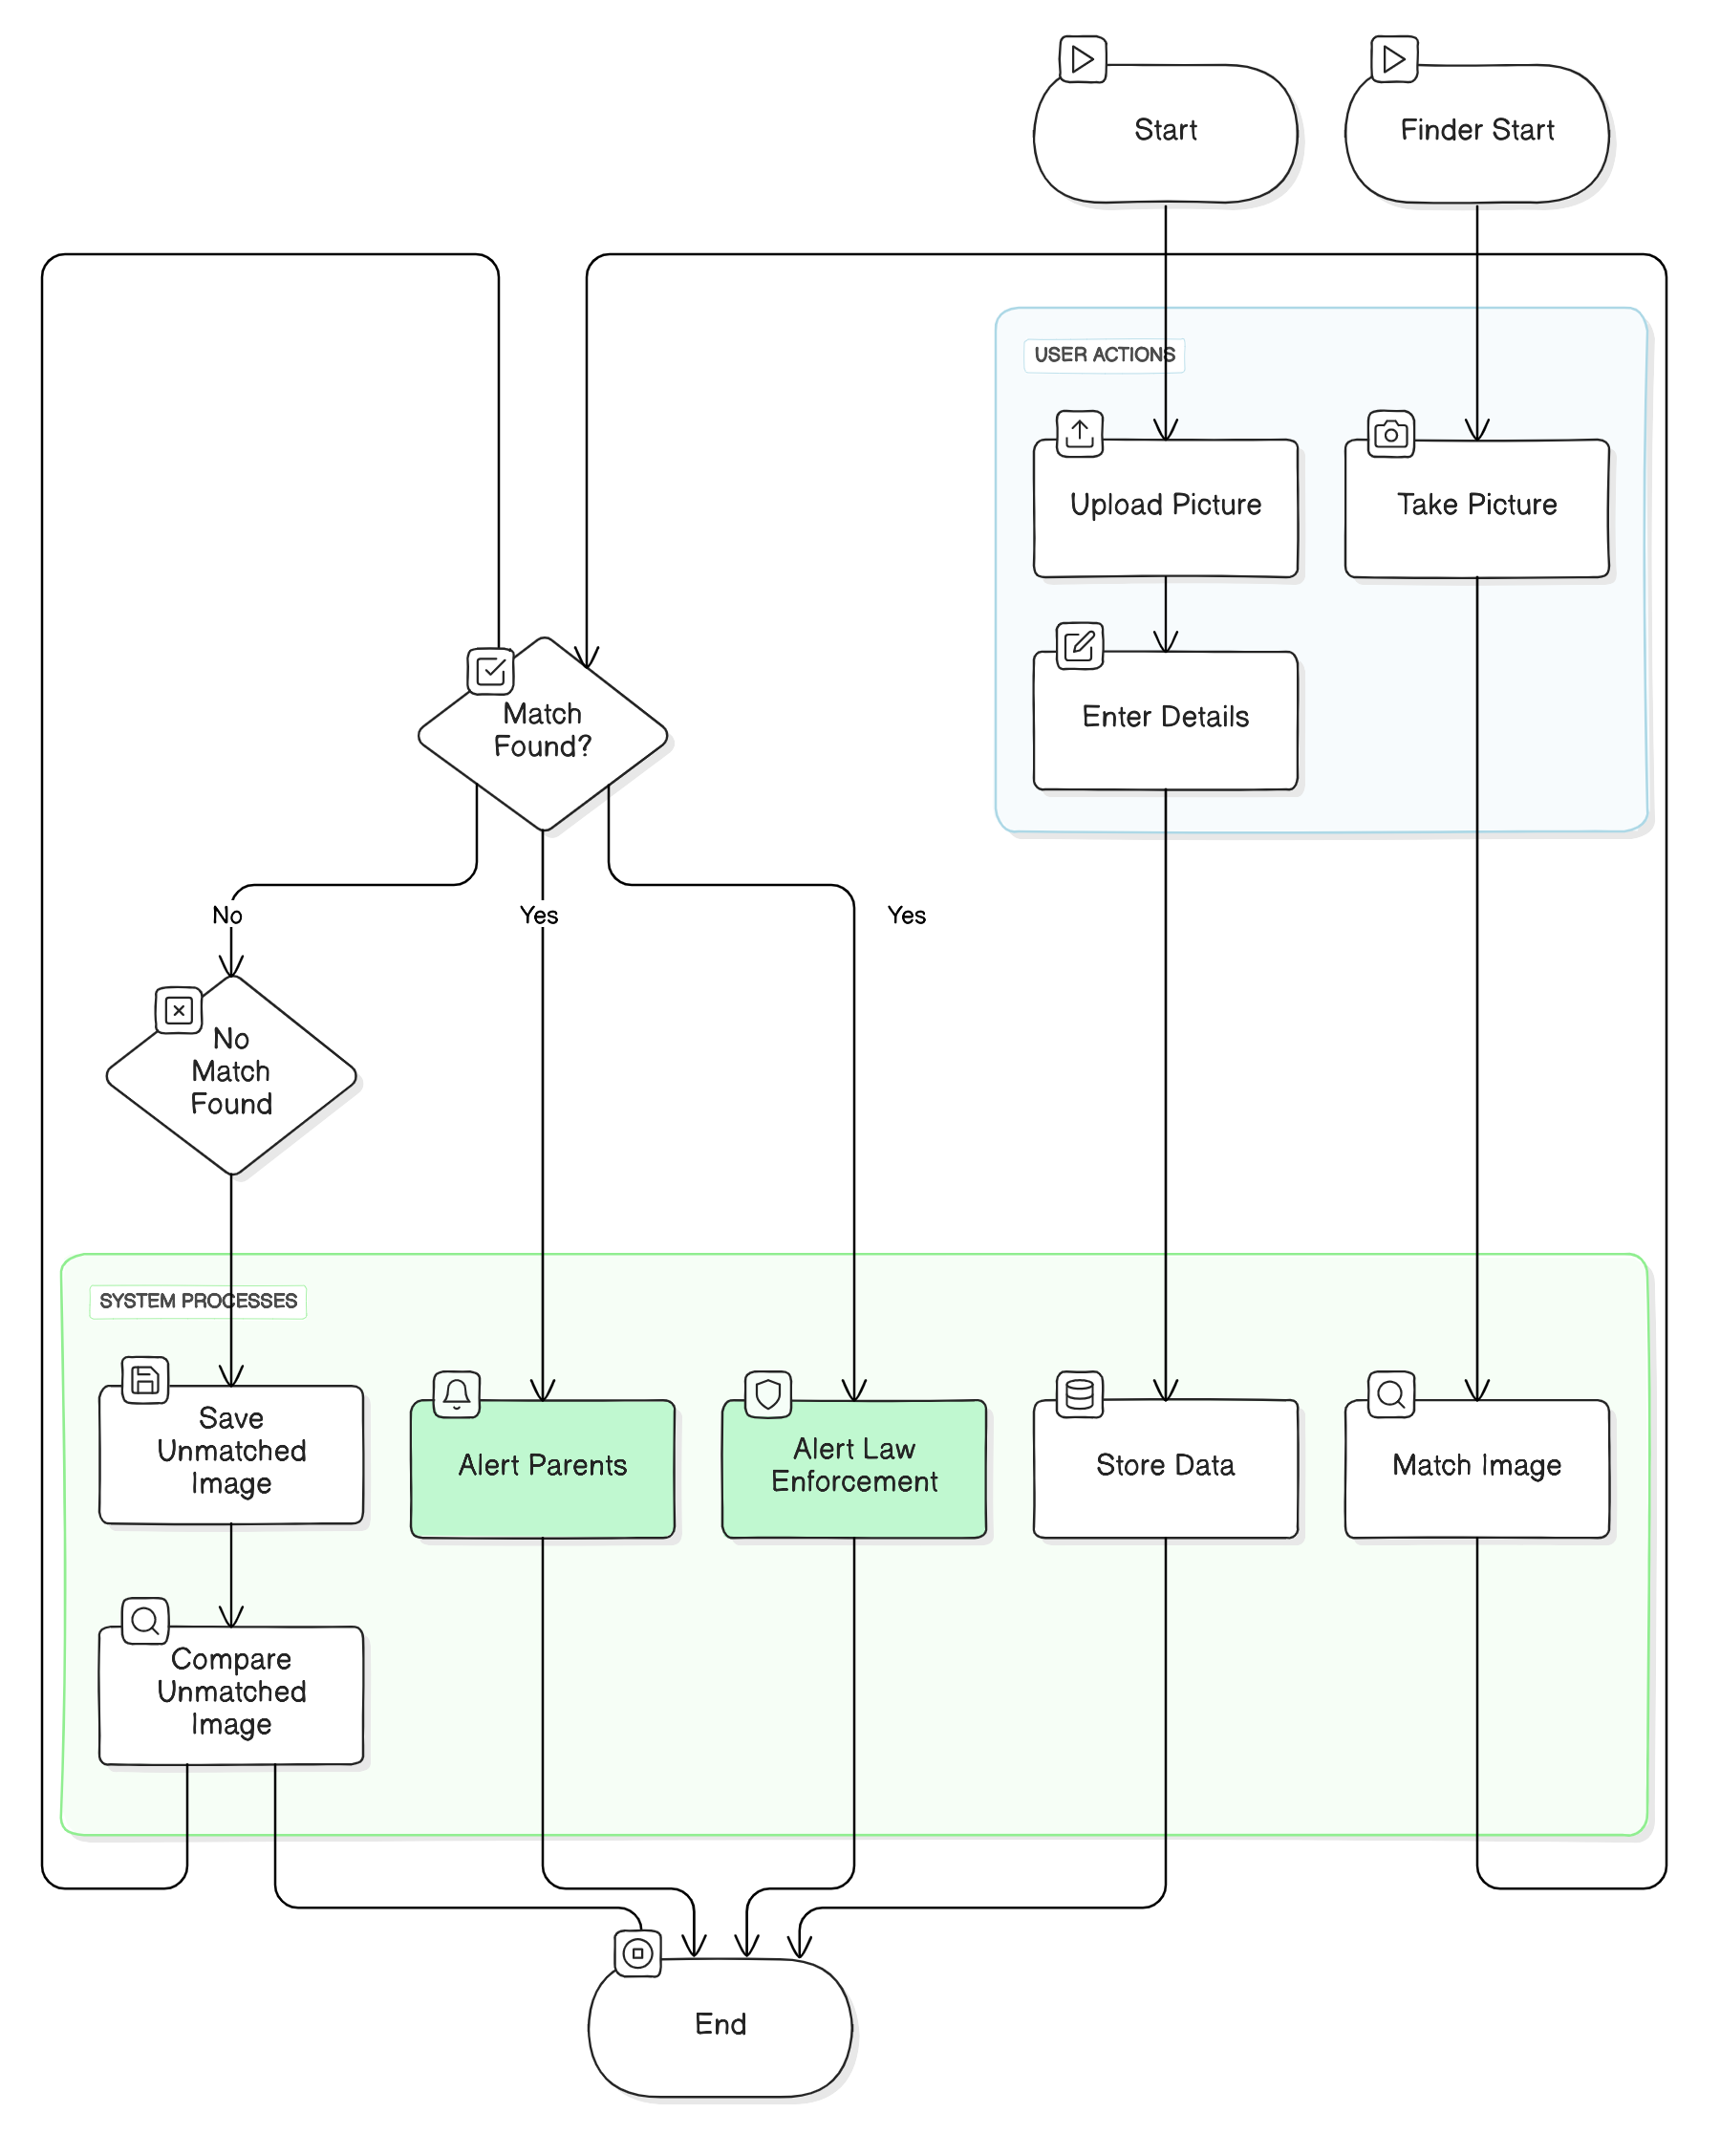 Start
Finder Start
USER ACTIONS
Upload Picture
Take Picture
Enter Details
Match
Found?
No
Yes
Yes
No
Match
Found
SYSTEM PROCESSES
Save
Unmatched
Image
Alert Parents
Alert Law
Enforcement
Store Data
Match Image
Compare
Unmatched
Image
End